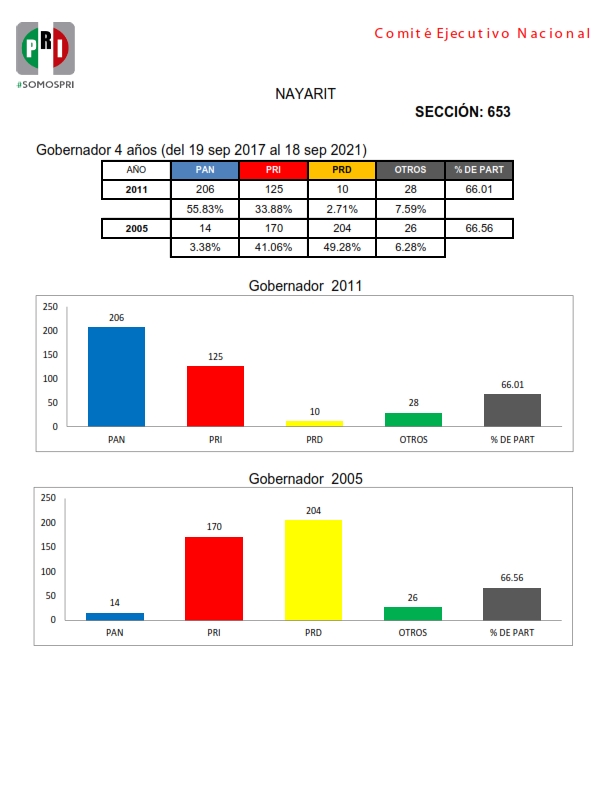 PRI
#SOMOSPRI
Comité Ejecutivo Nacional
NAYARIT
SECCIÓN: 653
Gobernador 4 años (del 19 sep 2017 al 18 sep 2021)
AÑO PAN PRI PRD OTROS % DE PART
2011 206 125 10 28 66.01
55.83% 33.88% 2.71% 7.59%
2005 14 170 204 26 66.56
3.38% 41.06% 49.28% 6.28%
Gobernador 2011
250
200
150
100
50
0
206
125
10
28
66.01
PAN PRI PRD OTROS % DE PART
Gobernador 2005
250
200
150
100
50
0
14
170
204
26
66.56
PAN PRI PRD OTROS % DE PART